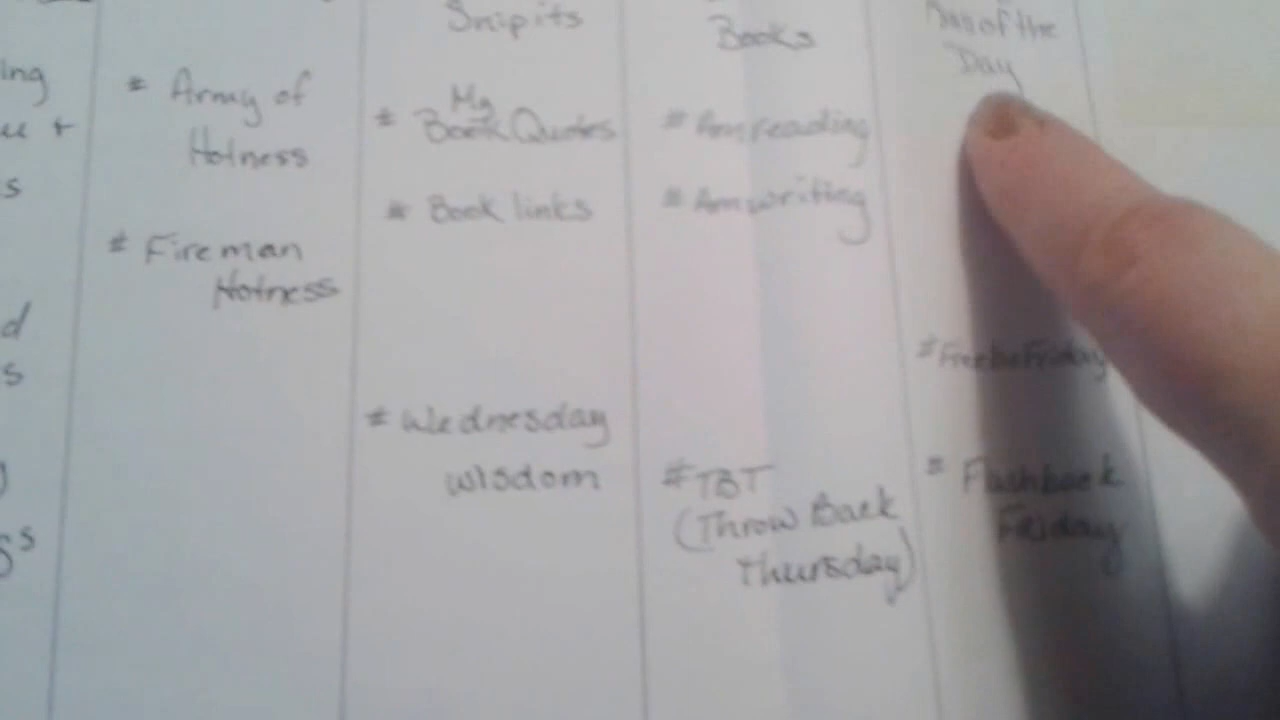 ing
s
d
s
# Army of
Hotness
# Fireman
Hotness
Snipits
My
# Book Quotes
# Book links
# Wednesday
wisdom
Books
# Amreading
# Amwriting
# TBT
(Throw Back
Thursday)
of the
Day
# FreebeFriday
# Flashback
Friday